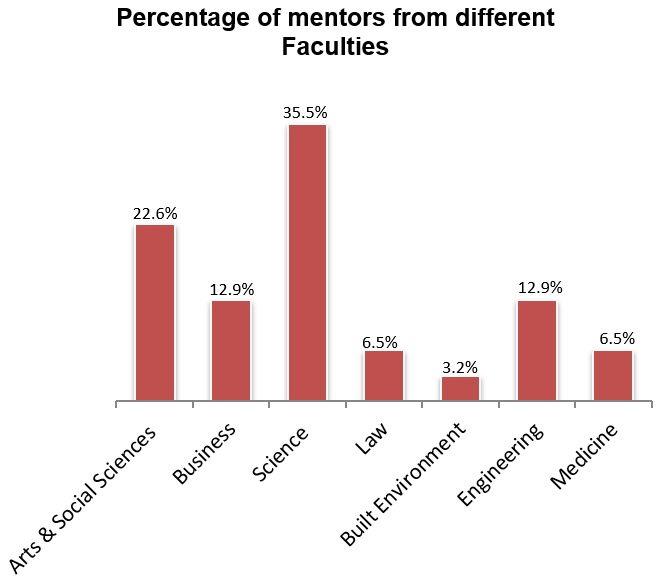 Percentage of mentors from different
Faculties
35.5%
22.6%
12.9%
12.9%
6.5%
6.5%
3.2%
Arts & Social Sciences
Business
Science
Law
Built Environment
Engineering
Medicine